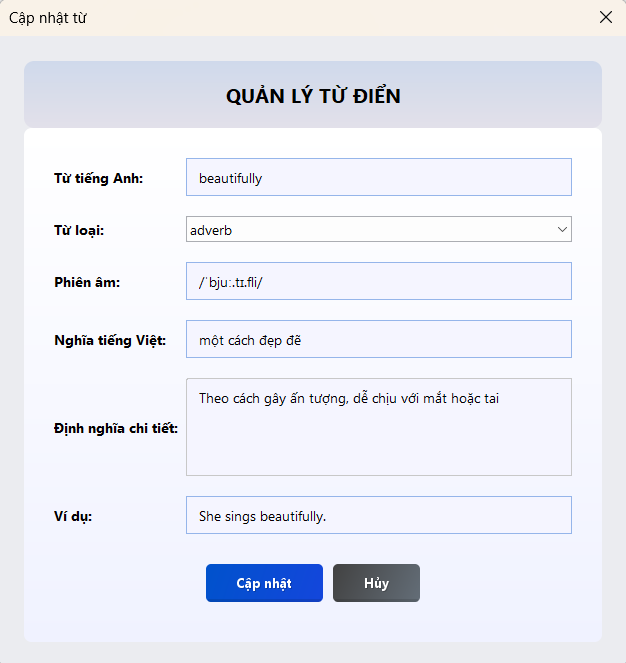 Cập nhật từ
QUẢN LÝ TỪ ĐIỂN
Từ tiếng Anh: beautifully
Từ loại: adverb
Phiên âm: /ˈbjuː.tɪ.fli/
Nghĩa tiếng Việt: một cách đẹp đẽ
Định nghĩa chi tiết: Theo cách gây ấn tượng, dễ chịu với mắt hoặc tai
Ví dụ: She sings beautifully.
Cập nhật Hủy